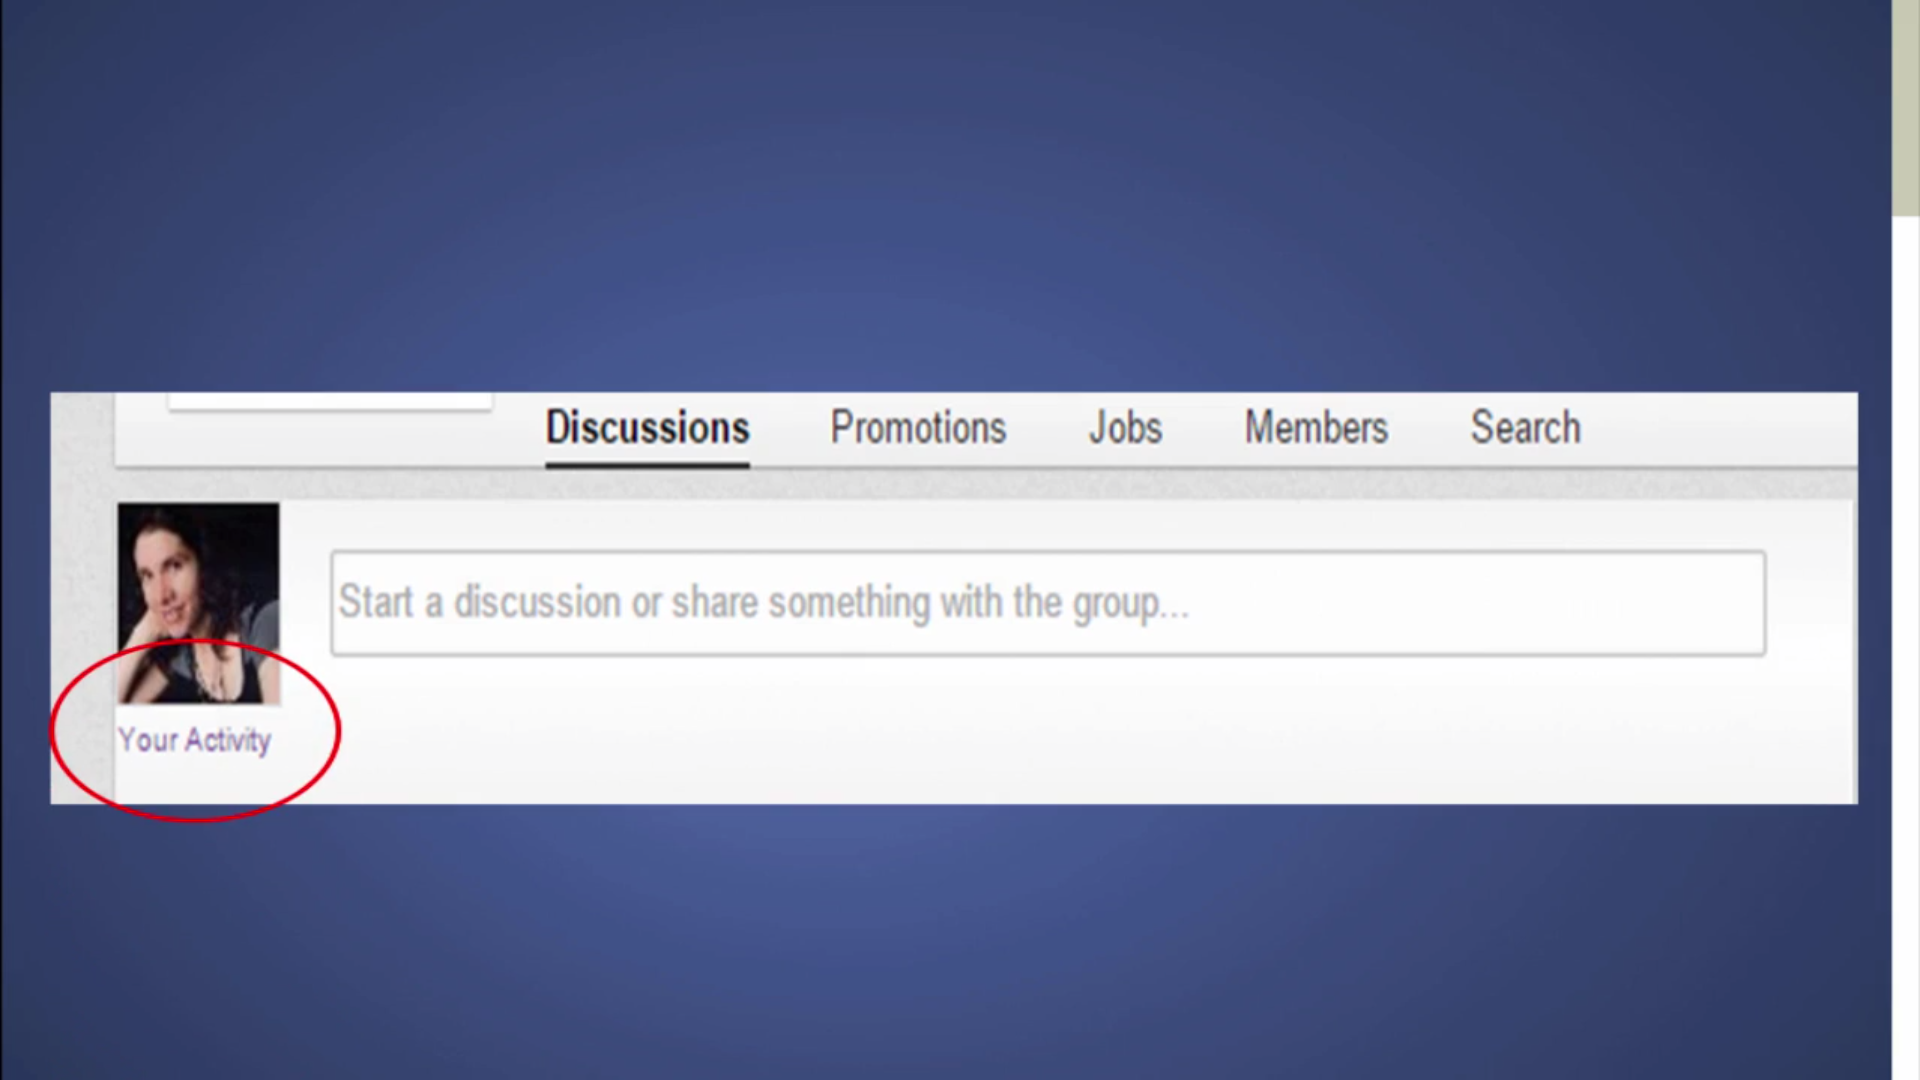 Discussions Promotions Jobs Members Search
Start a discussion or share something with the group...
Your Activity